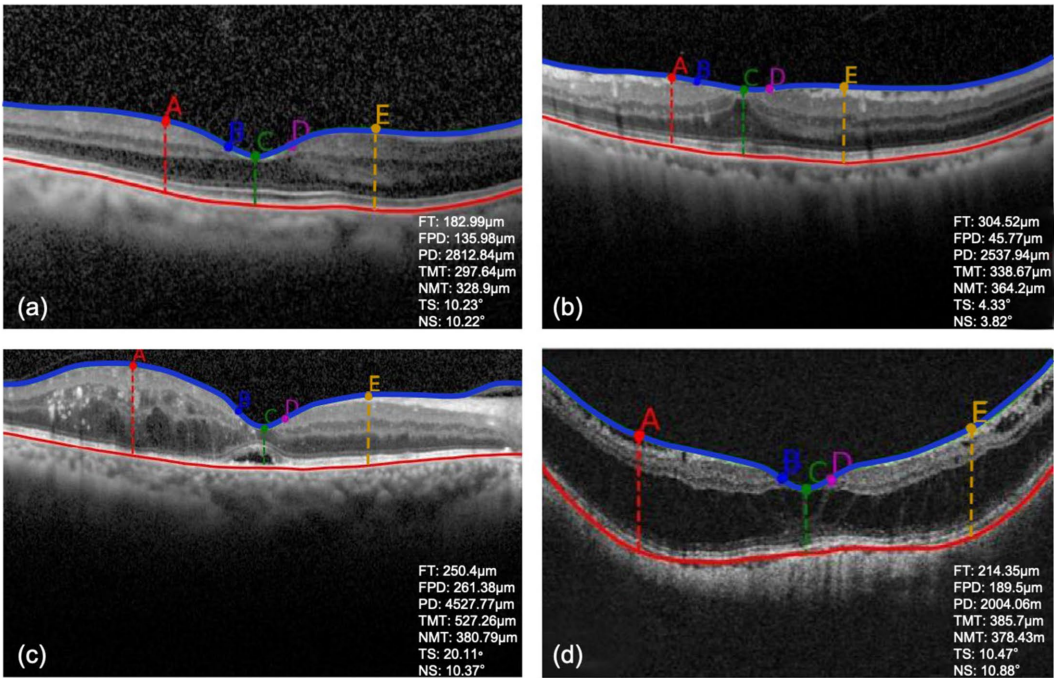 A
B
C
D
E
FT: 182.99μm
FPD: 135.98μm
PD: 2812.84μm
TMT: 297.64μm
NMT: 328.9μm
TS: 10.23°
NS: 10.22°
(a)
A
B
C
D
E
FT: 304.52μm
FPD: 45.77μm
PD: 2537.94μm
TMT: 338.67μm
NMT: 364.2μm
TS: 4.33°
NS: 3.82°
(b)
A
B
C
D
E
FT: 250.4μm
FPD: 261.38μm
PD: 4527.77μm
TMT: 527.26μm
NMT: 380.79μm
TS: 20.11°
NS: 10.37°
(c)
A
B
C
D
E
FT: 214.35μm
FPD: 189.5μm
PD: 2004.06m
TMT: 385.7μm
NMT: 378.43m
TS: 10.47°
NS: 10.88°
(d)